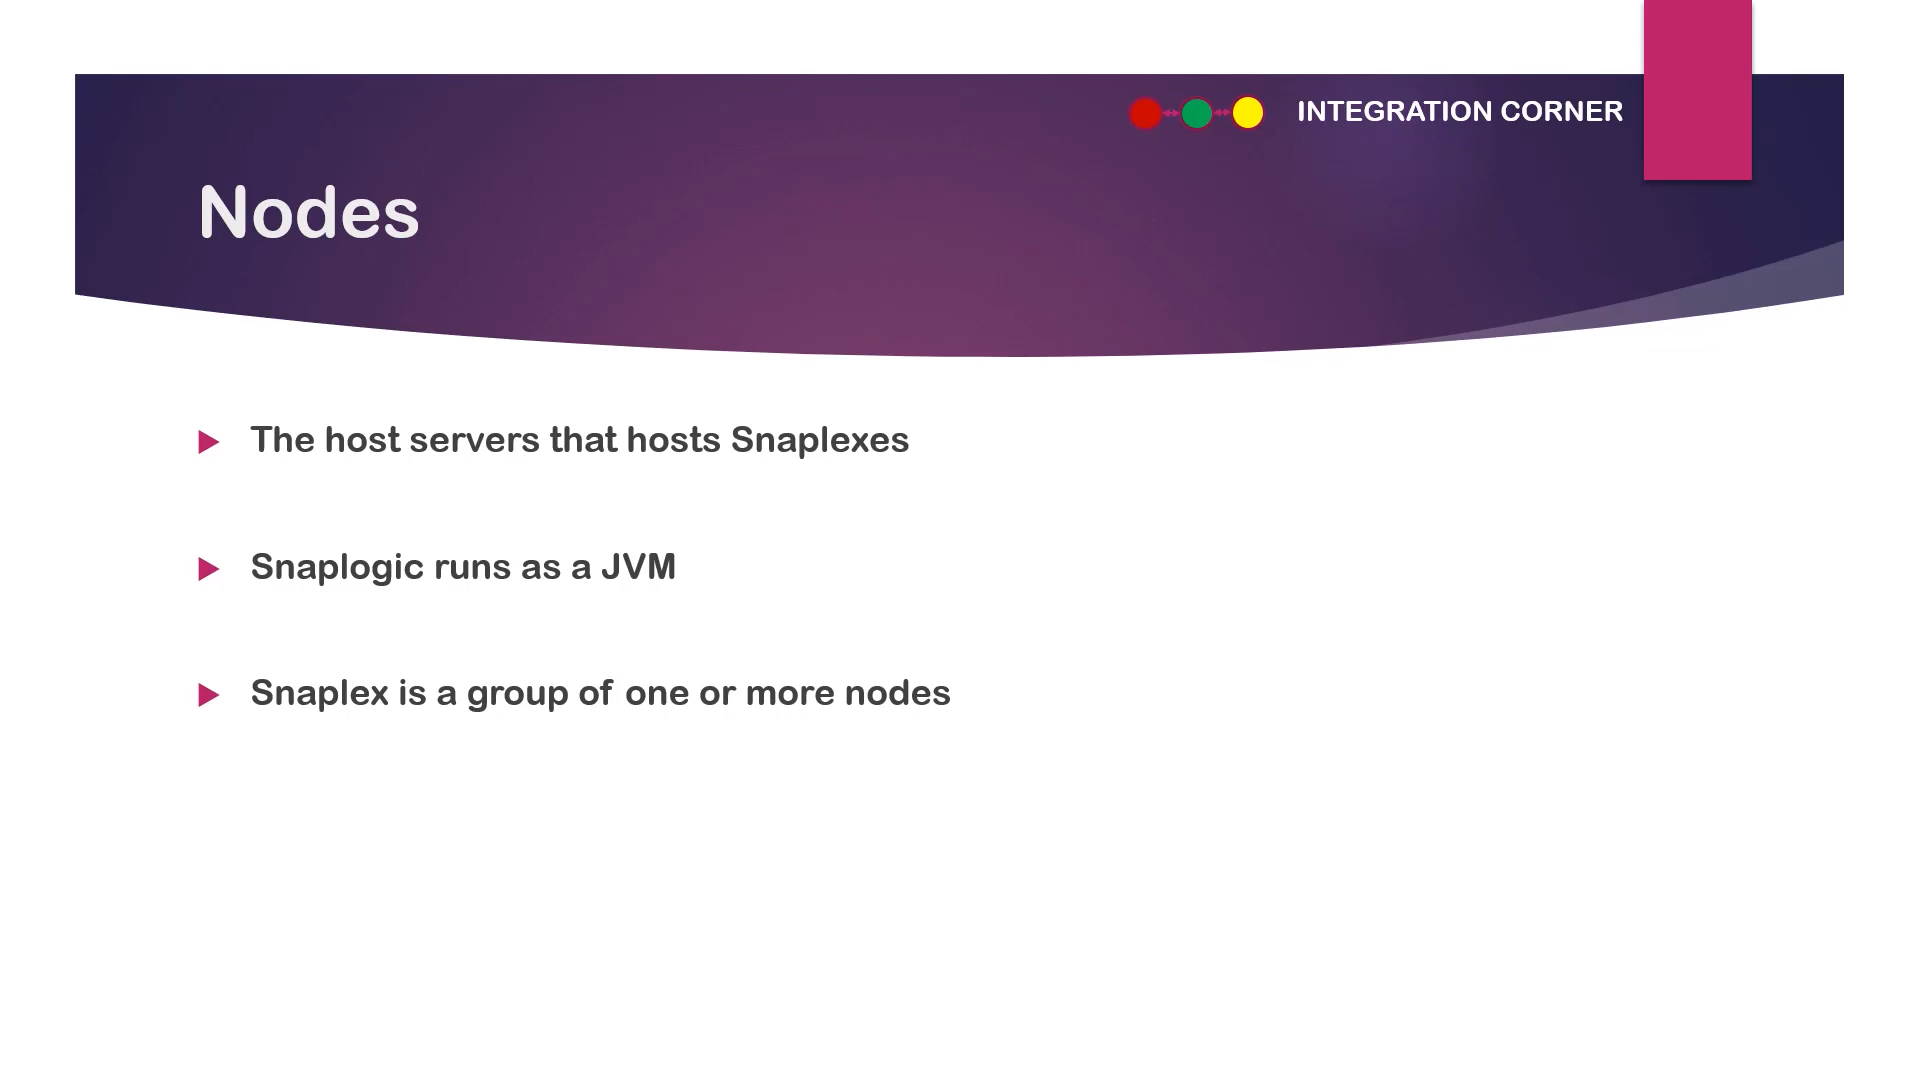 INTEGRATION CORNER
Nodes
The host servers that hosts Snaplexes
Snaplogic runs as a JVM
Snaplex is a group of one or more nodes